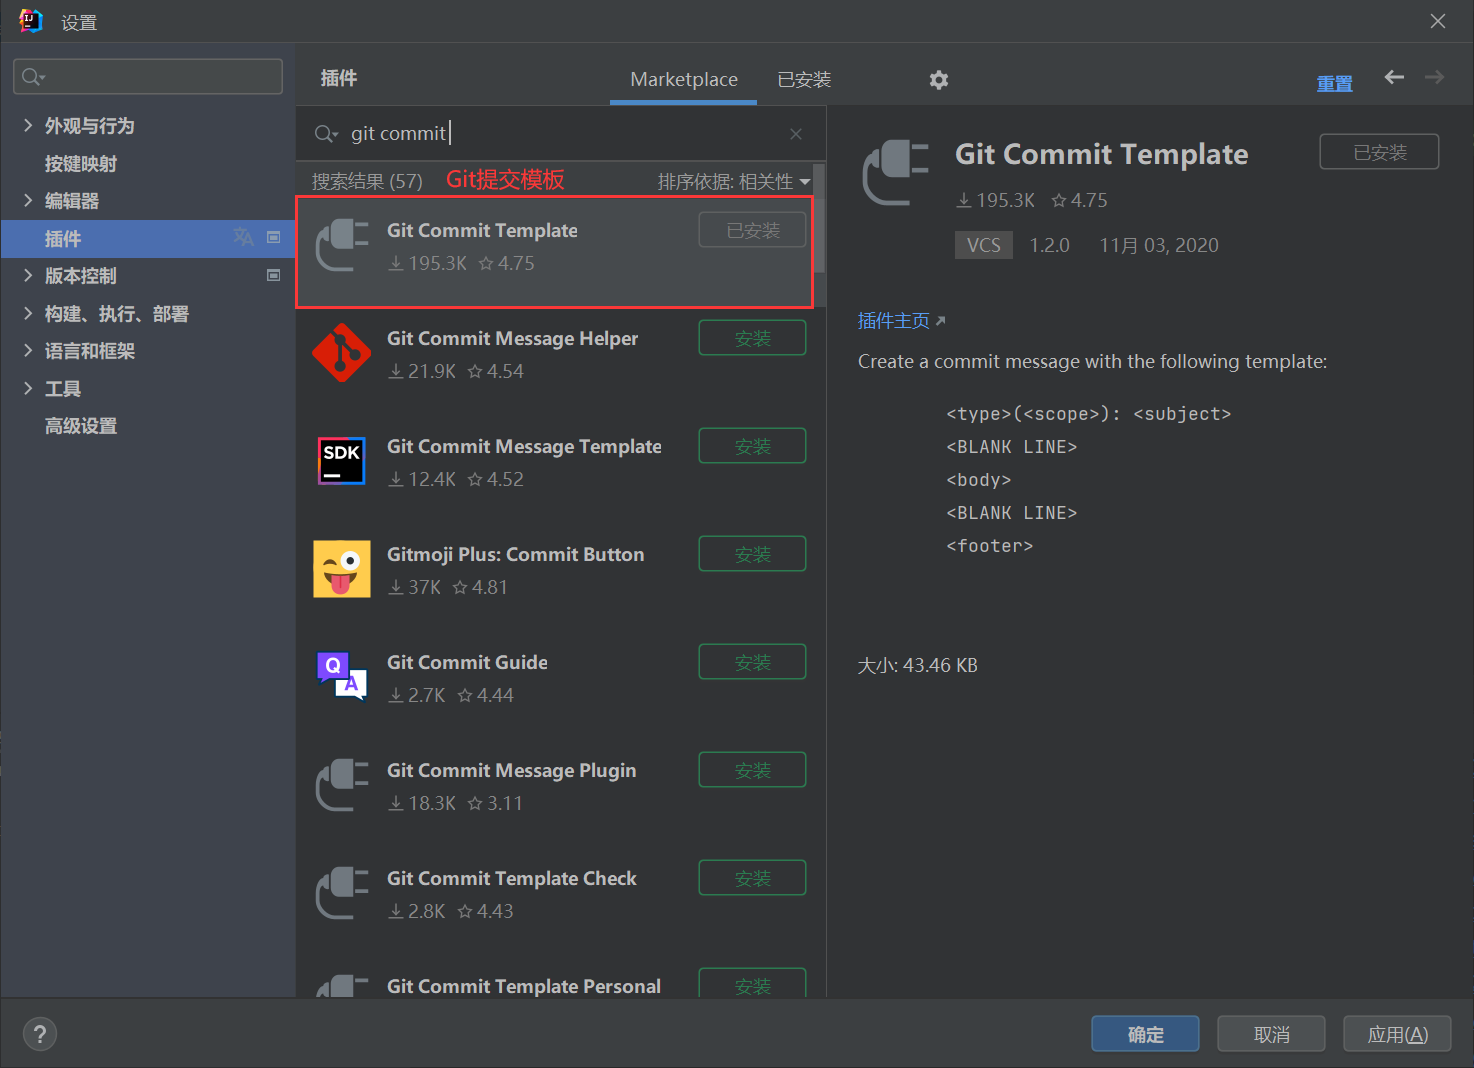 设置
外观与行为
按键映射
编辑器
插件
版本控制
构建、执行、部署
语言和框架
工具
高级设置
插件
Marketplace
已安装
重置
git commit
搜索结果 (57)
Git提交模板
排序依据: 相关性
Git Commit Template
已安装
195.3K 4.75
Git Commit Message Helper
安装
21.9K 4.54
SDK
Git Commit Message Template
安装
12.4K 4.52
Gitmoji Plus: Commit Button
安装
37K 4.81
Q
A
Git Commit Guide
安装
2.7K 4.44
Git Commit Message Plugin
安装
18.3K 3.11
Git Commit Template Check
安装
2.8K 4.43
Git Commit Template Personal
安装
Git Commit Template
已安装
195.3K 4.75
VCS 1.2.0 11月 03, 2020
插件主页
Create a commit message with the following template:
<type>(<scope>): <subject>
<BLANK LINE>
<body>
<BLANK LINE>
<footer>
大小: 43.46 KB
?
确定
取消
应用(A)